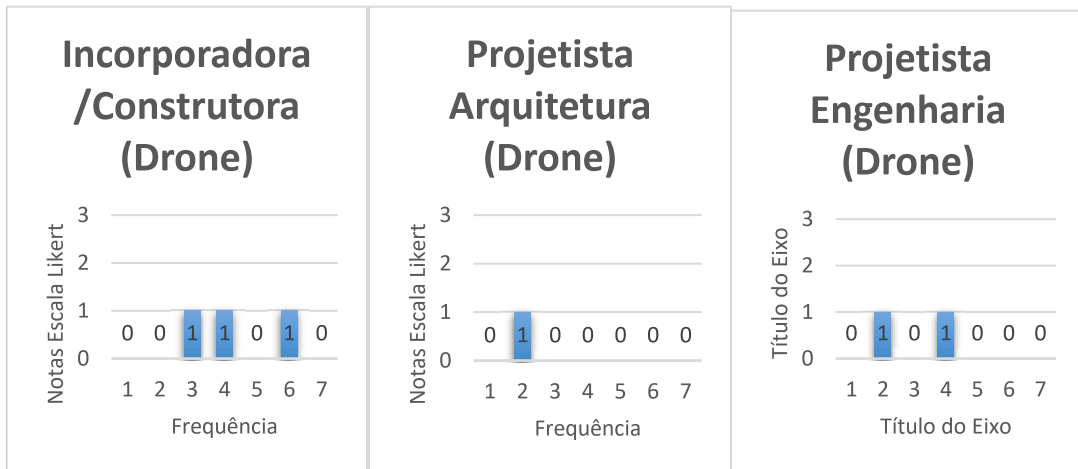 Incorporadora
/Construtora
(Drone)
Notas Escala Likert
3
2
1
0
0 0 1 1 0 1 0
1 2 3 4 5 6 7
Frequência
Projetista
Arquitetura
(Drone)
Notas Escala Likert
3
2
1
0
0 1 0 0 0 0 0
1 2 3 4 5 6 7
Frequência
Projetista
Engenharia
(Drone)
Título do Eixo
3
2
1
0
0 1 0 1 0 0 0
1 2 3 4 5 6 7
Título do Eixo